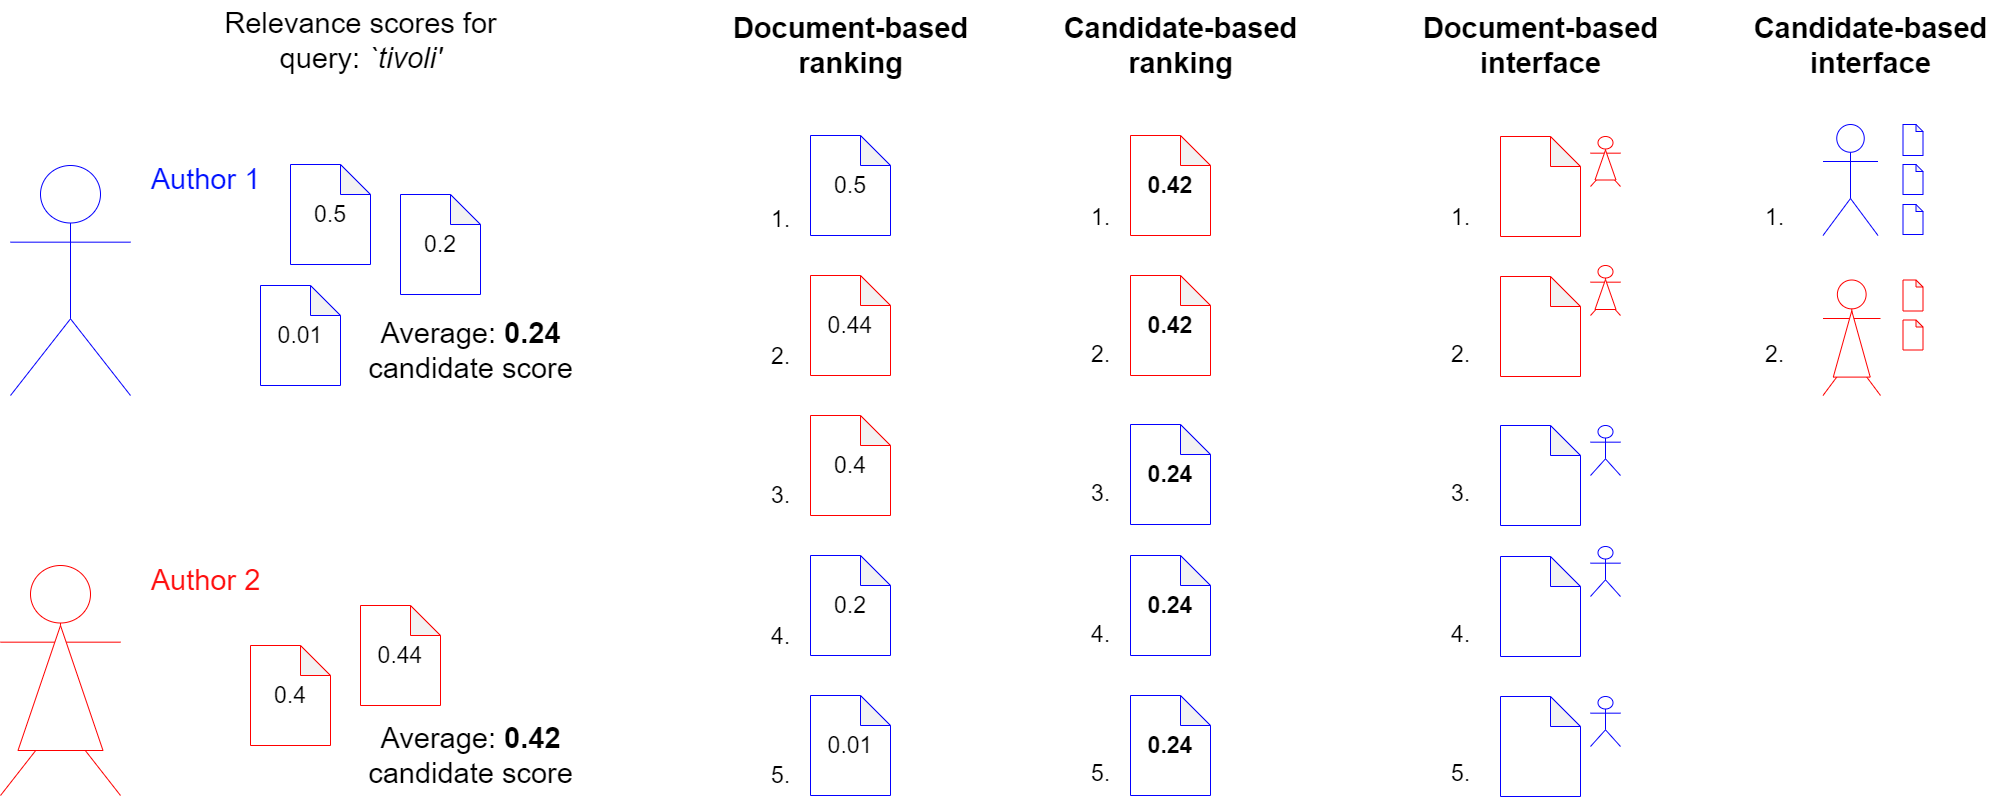 Relevance scores for
query: `tivoli'
Document-based
ranking
Candidate-based
ranking
Document-based
interface
Candidate-based
interface
Author 1
0.5
0.2
0.01
Average: 0.24
candidate score
Author 2
0.44
0.4
Average: 0.42
candidate score
1.
0.5
2.
0.44
3.
0.4
4.
0.2
5.
0.01
1.
0.42
2.
0.42
3.
0.24
4.
0.24
5.
0.24
1.
2.
3.
4.
5.
1.
2.